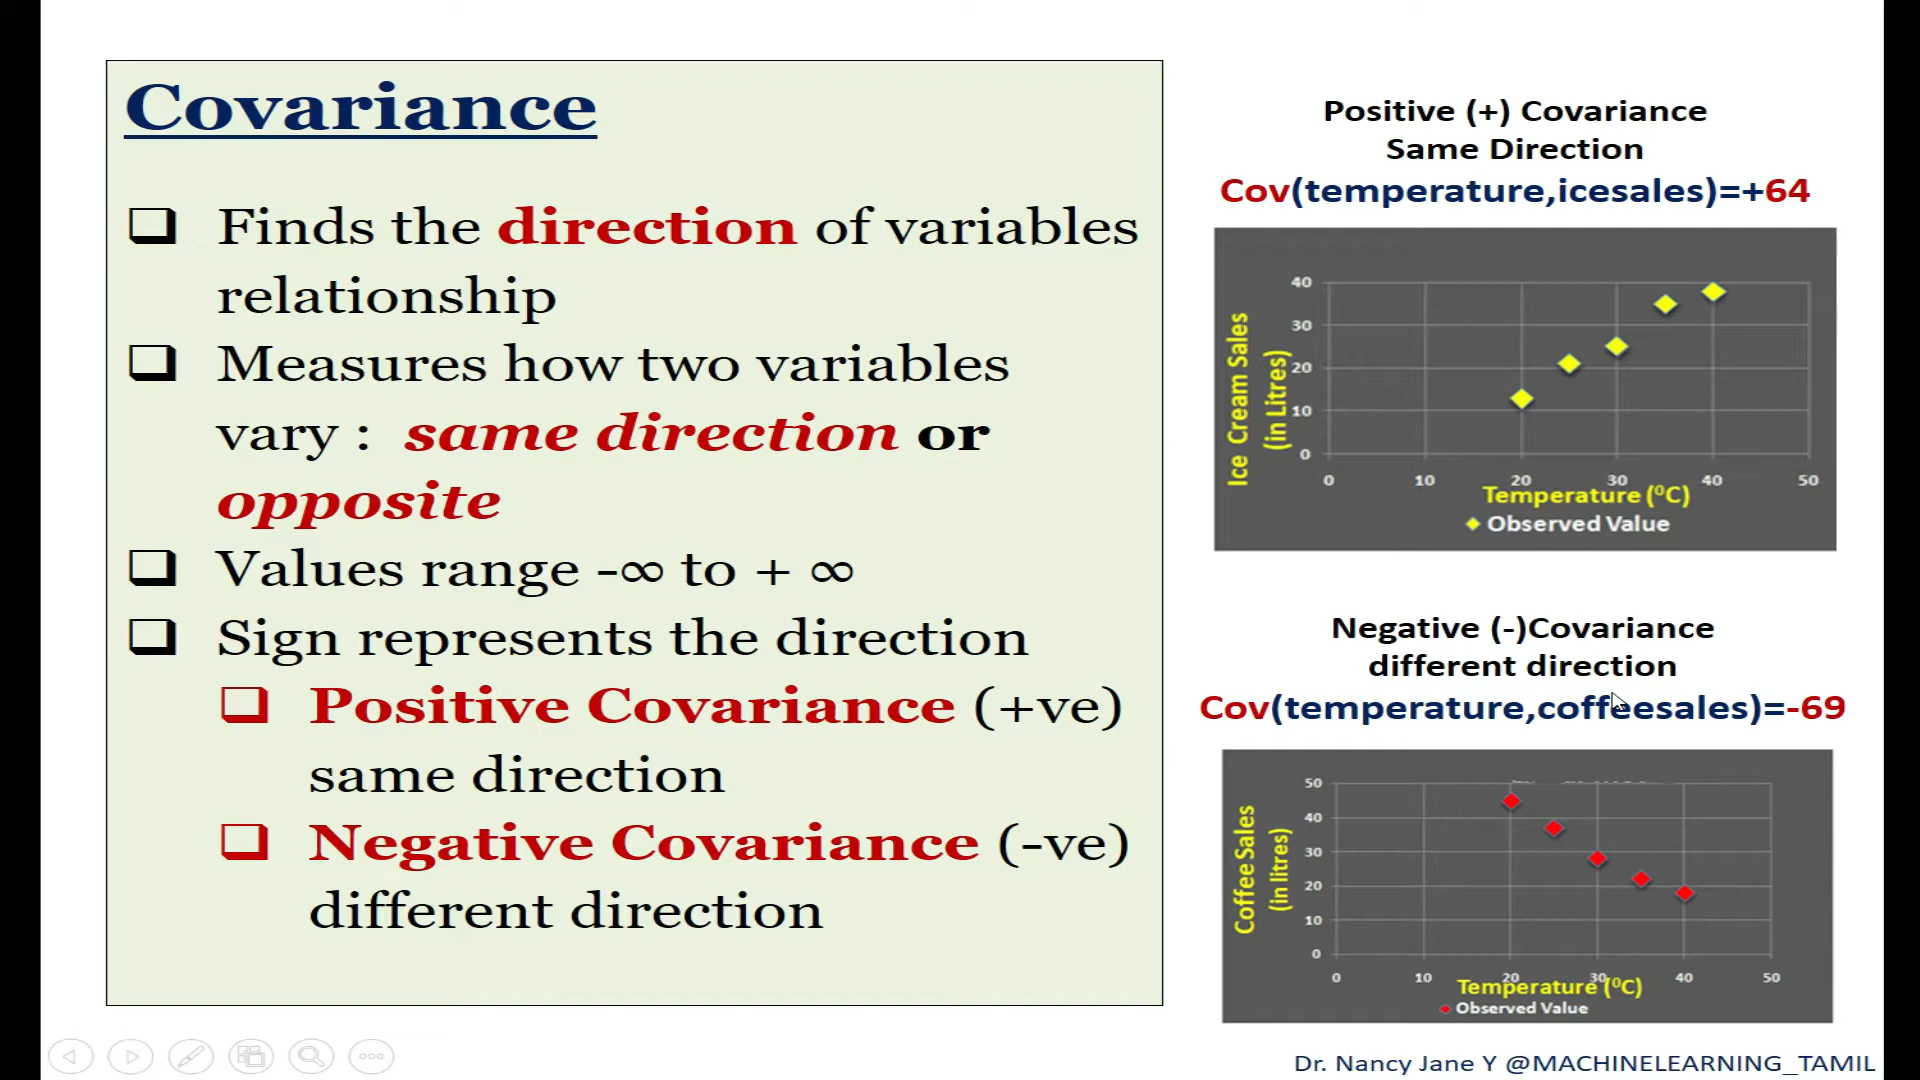 Covariance
Finds the direction of variables
relationship
Measures how two variables
vary : same direction or
opposite
Values range -∞ to + ∞
Sign represents the direction
Positive Covariance (+ve)
same direction
Negative Covariance (-ve)
different direction
Positive (+) Covariance
Same Direction
Cov(temperature,icesales)=+64
Ice Cream Sales
(in Litres)
40
30
20
10
0
0 10 20 30 40 50
Temperature (⁰C)
Observed Value
Negative (-)Covariance
different direction
Cov(temperature,coffeesales)=-69
Coffee Sales
(in litres)
50
40
30
20
10
0
0 10 20 30 40 50
Temperature (⁰C)
Observed Value
Dr. Nancy Jane Y @MACHINELEARNING_TAMIL